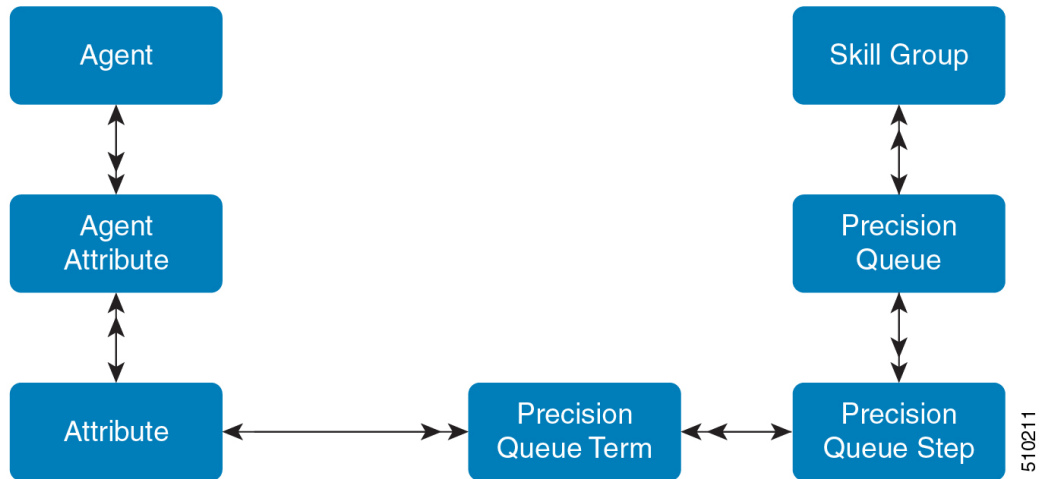 Agent
Skill Group
Agent
Attribute
Precision
Queue
Attribute
Precision
Queue Term
Precision
Queue Step
510211